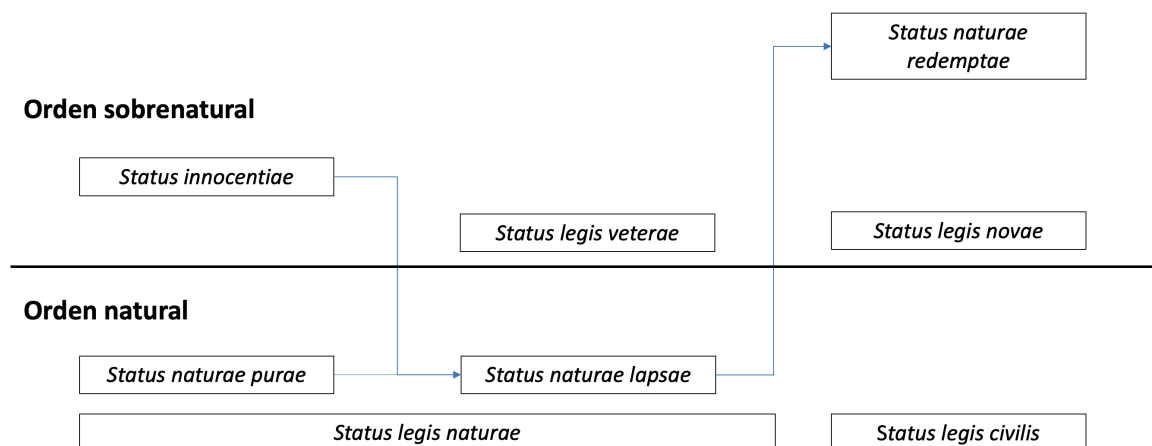 Status naturae
redemptae
Orden sobrenatural
Status innocentiae
Status legis veterae
Status legis novae
Orden natural
Status naturae purae
Status naturae lapsae
Status legis naturae
Status legis civilis